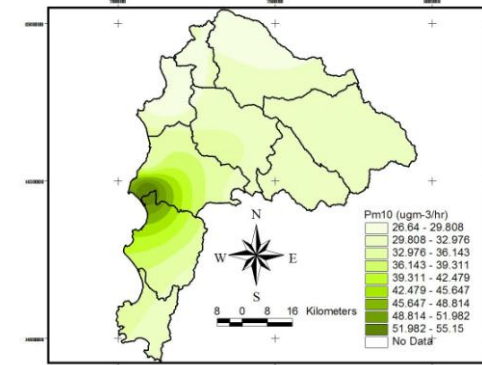 N
W E
S
8 0 8 16 Kilometers
Pm10 (ugm-3/hr)
26.64 - 29.808
29.808 - 32.976
32.976 - 36.143
36.143 - 39.311
39.311 - 42.479
42.479 - 45.647
45.647 - 48.814
48.814 - 51.982
51.982 - 55.15
No Data